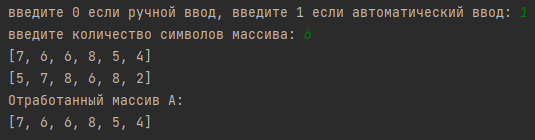 введите 0 если ручной ввод, введите 1 если автоматический ввод: 1
введите количество символов массива: 6
[7, 6, 6, 8, 5, 4]
[5, 7, 8, 6, 8, 2]
Отработанный массив А:
[7, 6, 6, 8, 5, 4]